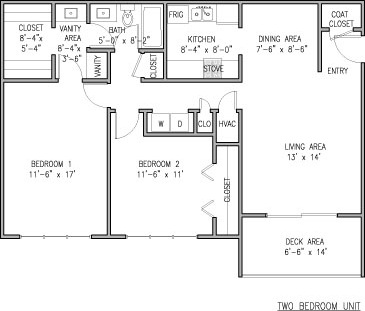 CLOSET
8'-4"x
5'-4"
VANITY
AREA
8'-4"x
3'-6"
BATH
5'-6" x 8'-2"
FRIG
KITCHEN
8'-4" x 8'-0"
STOVE
DINING AREA
7'-6" x 8'-6"
COAT
CLOSET
ENTRY
VANITY
CLOSET
W
D
CLO
HVAC
LIVING AREA
13' x 14'
BEDROOM 1
11'-6" x 17'
BEDROOM 2
11'-6" x 11'
CLOSET
DECK AREA
6'-6" x 14'
TWO BEDROOM UNIT